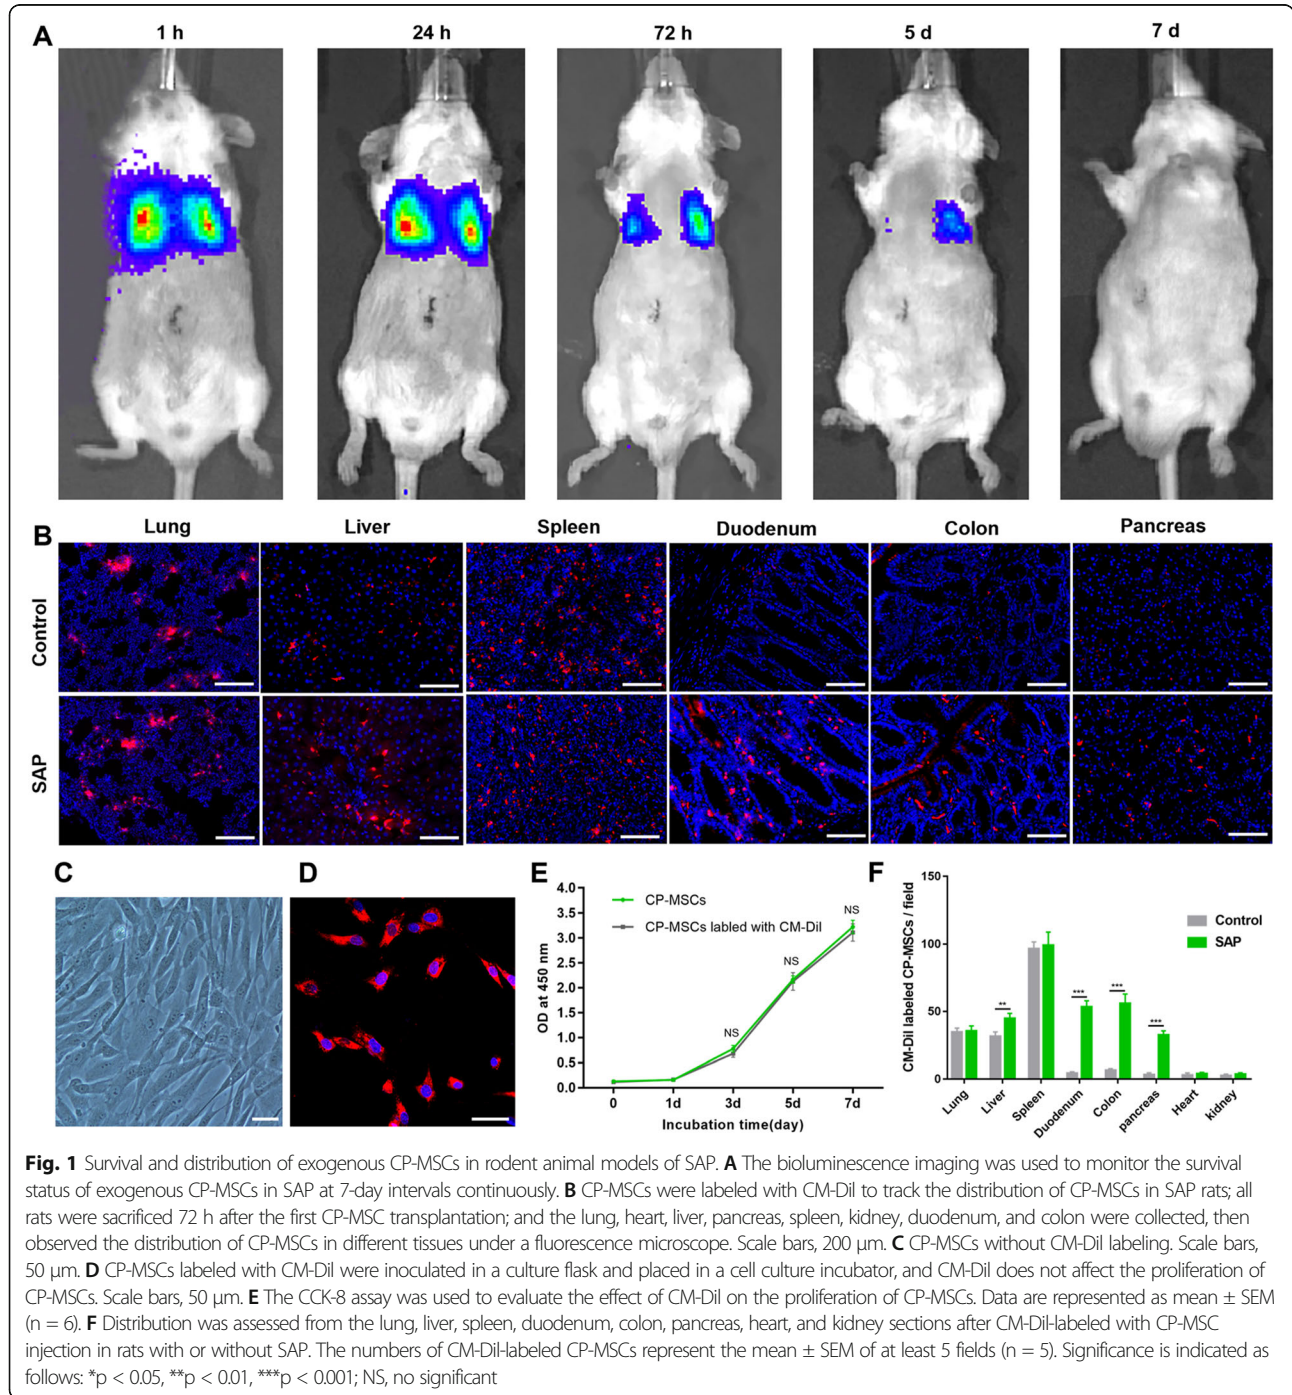 A
1 h
24 h
72 h
5 d
7 d
B
Lung
Liver
Spleen
Duodenum
Colon
Pancreas
Control
SAP
C
D
E
4.0
3.5
3.0
2.5
2.0
1.5
1.0
0.5
0.0
OD at 450 nm
CP-MSCs
CP-MSCs labled with CM-Dil
NS
NS
NS
0
1d
3d
5d
7d
Incubation time(day)
F
150
100
50
0
CM-Dil labeled CP-MSCs / field
Control
SAP
**
***
***
***
Lung
Liver
Spleen
Duodenum
Colon
pancreas
Heart
kidney
Fig. 1 Survival and distribution of exogenous CP-MSCs in rodent animal models of SAP. A The bioluminescence imaging was used to monitor the survival
status of exogenous CP-MSCs in SAP at 7-day intervals continuously. B CP-MSCs were labeled with CM-Dil to track the distribution of CP-MSCs in SAP rats; all
rats were sacrificed 72 h after the first CP-MSC transplantation; and the lung, heart, liver, pancreas, spleen, kidney, duodenum, and colon were collected, then
observed the distribution of CP-MSCs in different tissues under a fluorescence microscope. Scale bars, 200 μm. C CP-MSCs without CM-Dil labeling. Scale bars,
50 μm. D CP-MSCs labeled with CM-Dil were inoculated in a culture flask and placed in a cell culture incubator, and CM-Dil does not affect the proliferation of
CP-MSCs. Scale bars, 50 μm. E The CCK-8 assay was used to evaluate the effect of CM-Dil on the proliferation of CP-MSCs. Data are represented as mean ± SEM
(n = 6). F Distribution was assessed from the lung, liver, spleen, duodenum, colon, pancreas, heart, and kidney sections after CM-Dil-labeled with CP-MSC
injection in rats with or without SAP. The numbers of CM-Dil-labeled CP-MSCs represent the mean ± SEM of at least 5 fields (n = 5). Significance is indicated as
follows: *p < 0.05, **p < 0.01, ***p < 0.001; NS, no significant